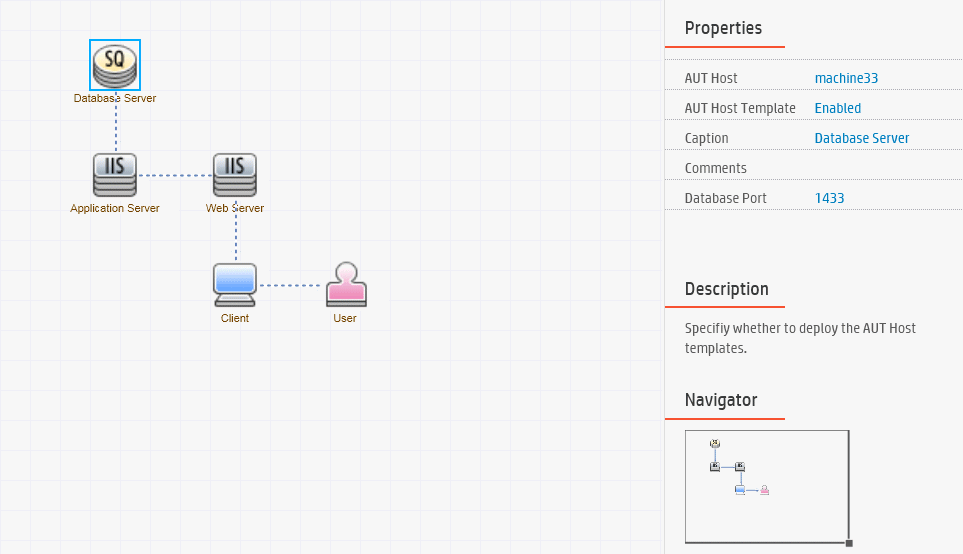 SQ
Database Server
IIS
IIS
Application Server
Web Server
Client
User
Properties
AUT Host machine33
AUT Host Template Enabled
Caption Database Server
Comments
Database Port 1433
Description
Specifiy whether to deploy the AUT Host
templates.
Navigator